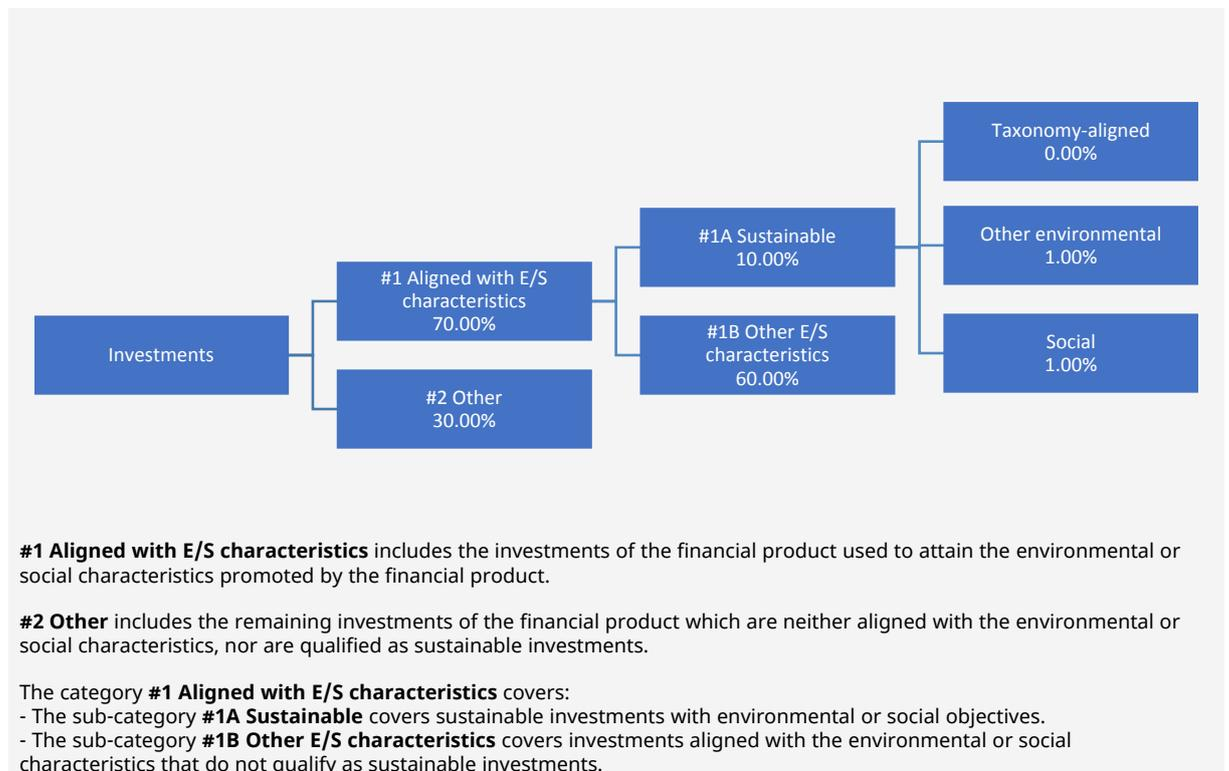 Taxonomy-aligned
0.00%
#1A Sustainable
10.00%
Other environmental
1.00%
#1 Aligned with E/S
characteristics
70.00%
Investments
#1B Other E/S
characteristics
60.00%
Social
1.00%
#2 Other
30.00%
#1 Aligned with E/S characteristics includes the investments of the financial product used to attain the environmental or
social characteristics promoted by the financial product.
#2 Other includes the remaining investments of the financial product which are neither aligned with the environmental or
social characteristics, nor are qualified as sustainable investments.
The category #1 Aligned with E/S characteristics covers:
- The sub-category #1A Sustainable covers sustainable investments with environmental or social objectives.
- The sub-category #1B Other E/S characteristics covers investments aligned with the environmental or social
characteristics that do not qualify as sustainable investments.